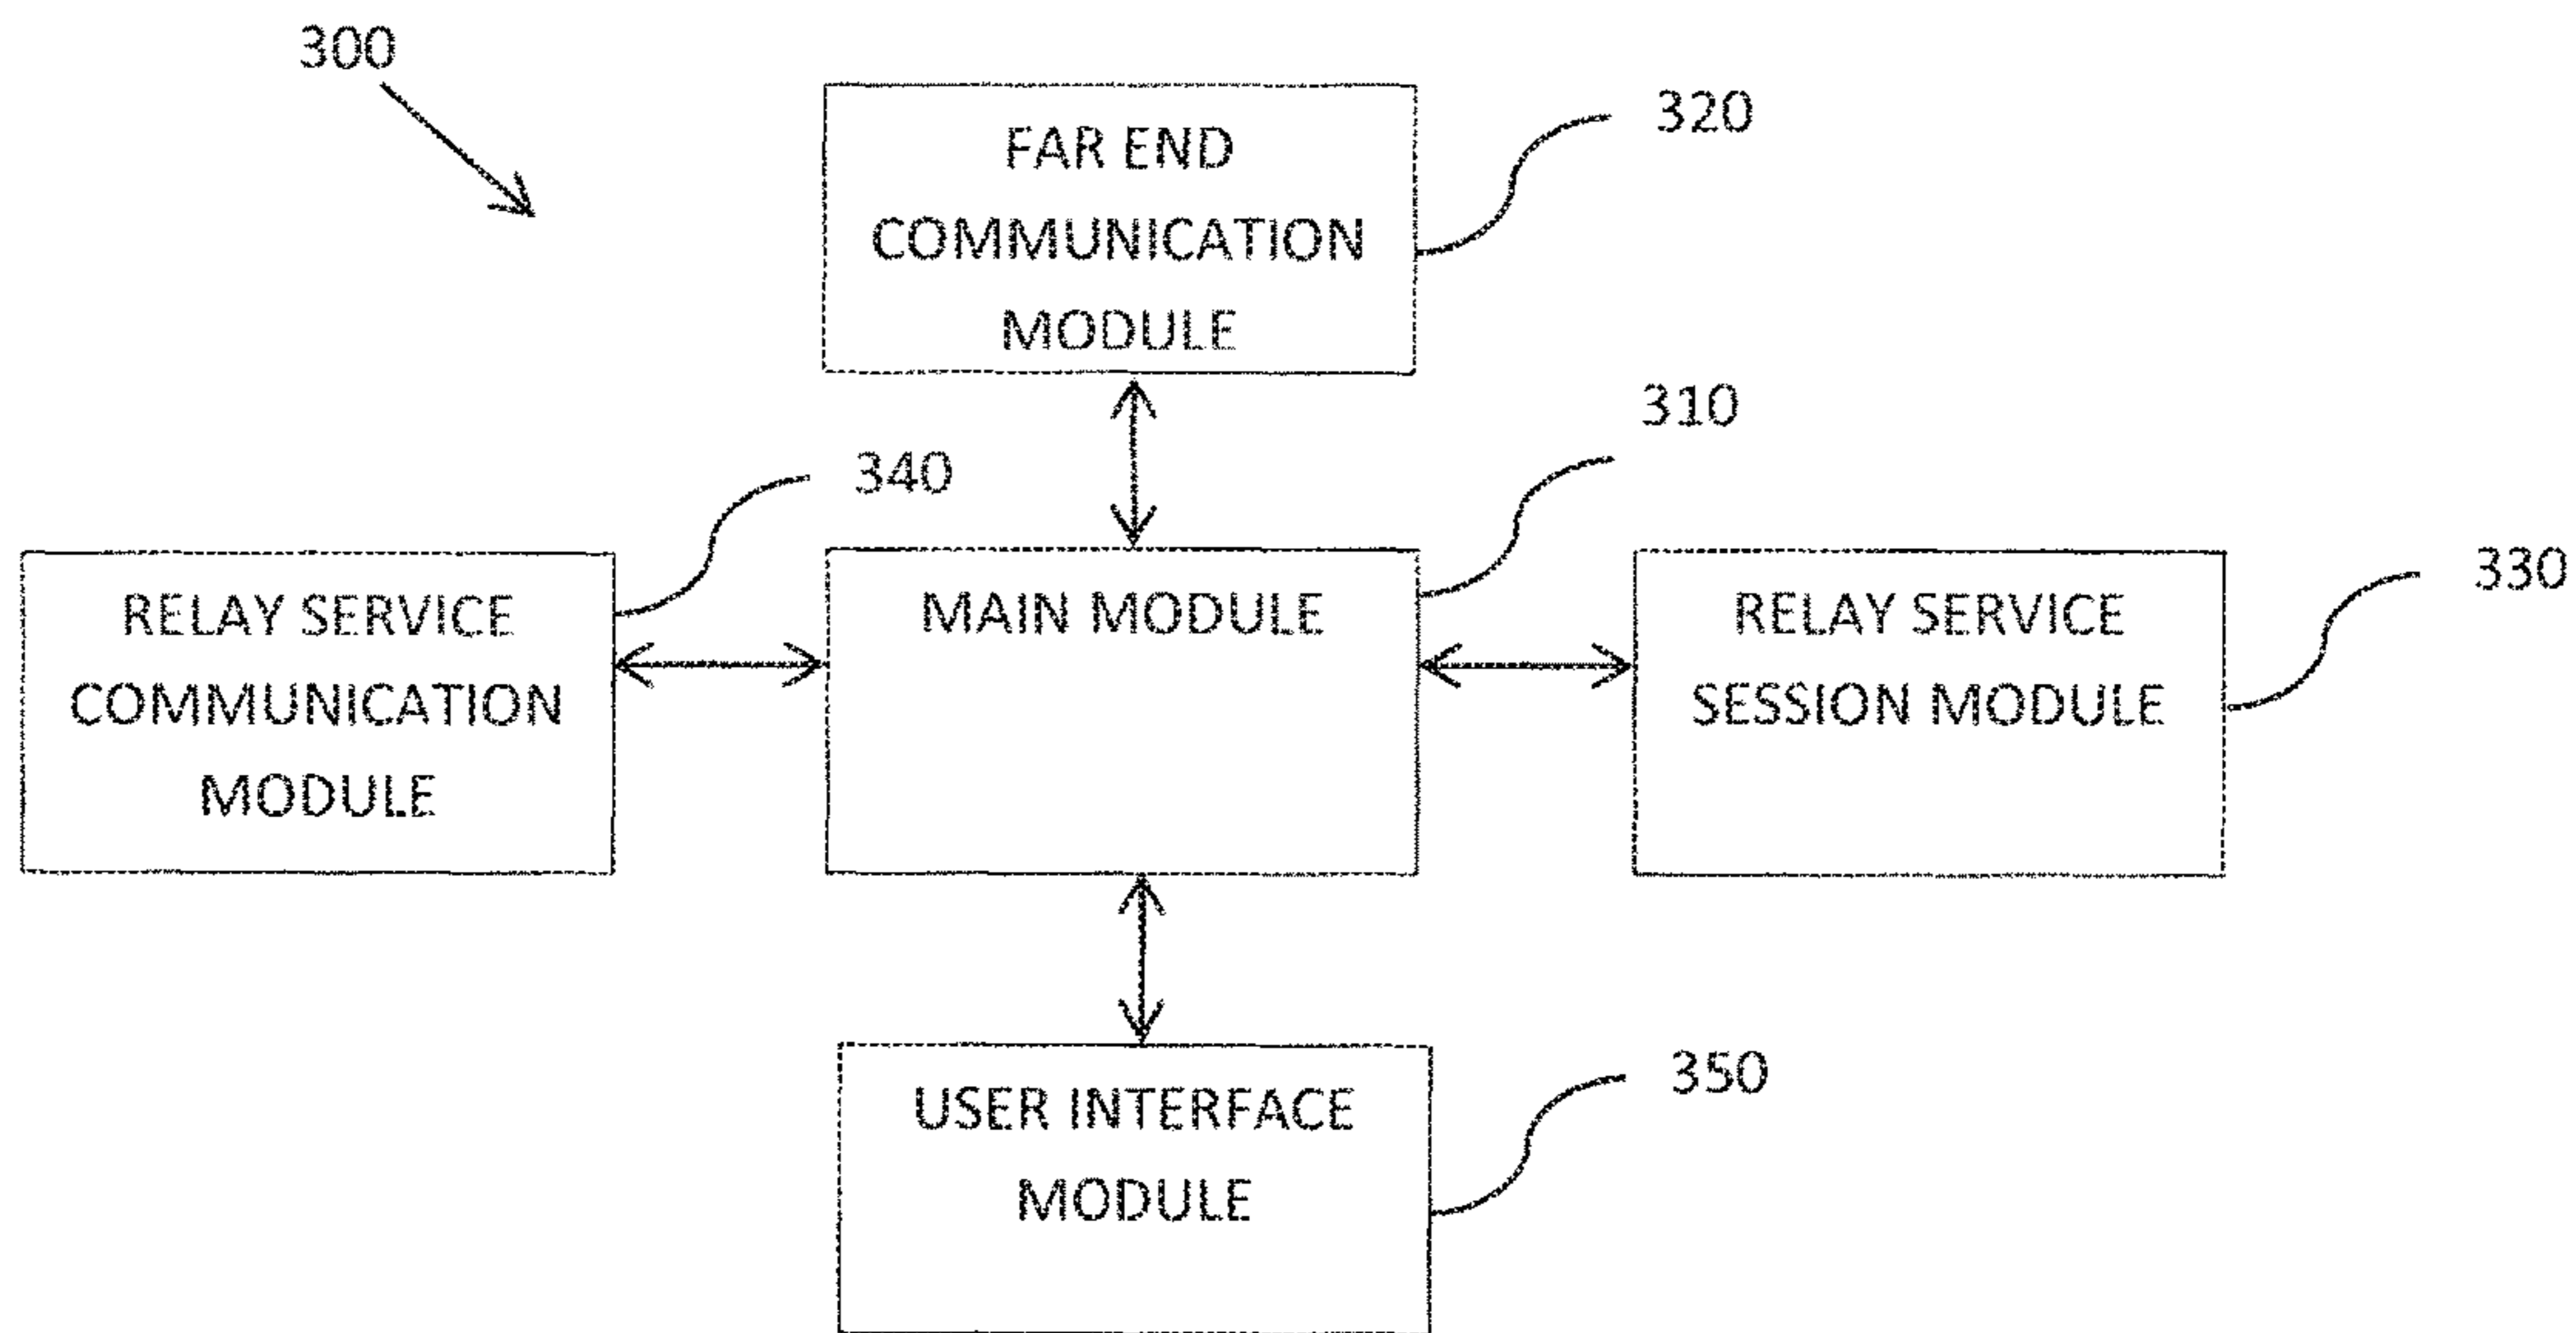 300
FAR END
COMMUNICATION
MODULE
320
310
340
RELAY SERVICE
COMMUNICATION
MODULE
MAIN MODULE
RELAY SERVICE
SESSION MODULE
330
USER INTERFACE
MODULE
350